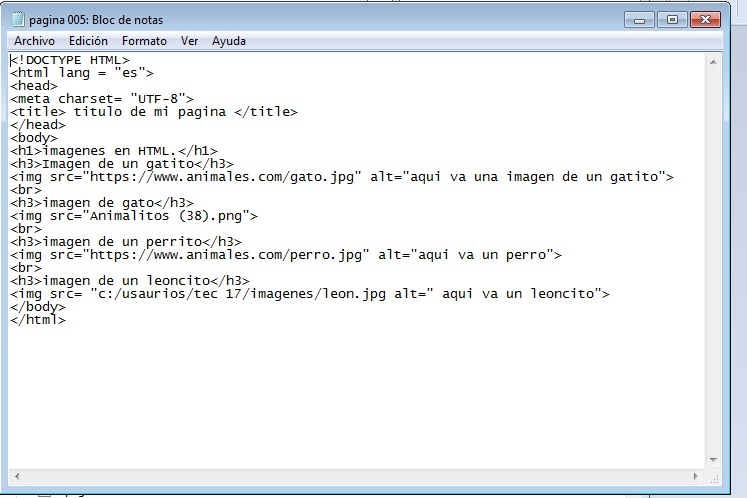 pagina 005: Bloc de notas
Archivo Edición Formato Ver Ayuda
<!DOCTYPE HTML>
<html lang = "es">
<head>
<meta charset= "UTF-8">
<title> titulo de mi pagina </title>
</head>
<body>
<h1>imagenes en HTML.</h1>
<h3>Imagen de un gatito</h3>
<img src="https://www.animales.com/gato.jpg" alt="aqui va una imagen de un gatito">
<br>
<h3>imagen de gato</h3>
<img src="Animalitos (38).png">
<br>
<h3>imagen de un perrito</h3>
<img src="https://www.animales.com/perro.jpg" alt="aqui va un perro">
<br>
<h3>imagen de un leoncito</h3>
<img src= "c:/usaurios/tec 17/imagenes/leon.jpg alt=" aqui va un leoncito">
</body>
</html>